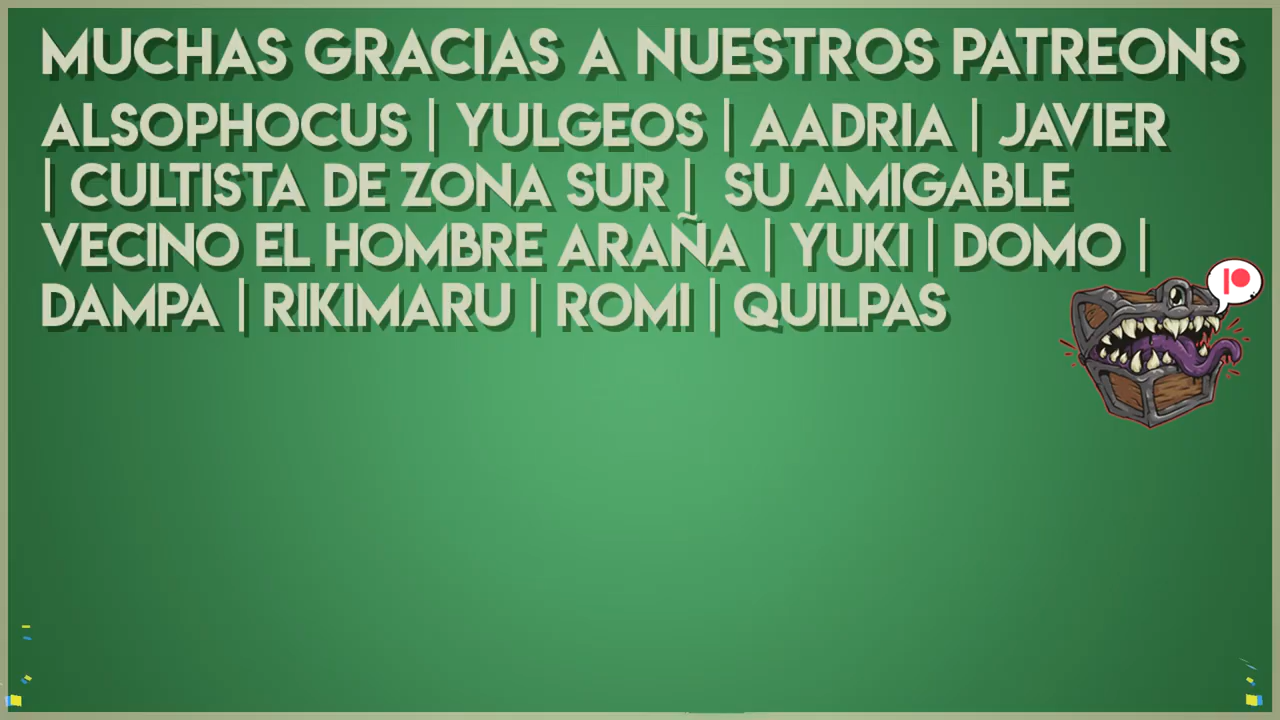 MUCHAS GRACIAS A NUESTROS PATREONS
ALSOPHOCUS | YULGEOS | AADRIA | JAVIER
| CULTISTA DE ZONA SUR | SU AMIGABLE
VECINO EL HOMBRE ARAÑA | YUKI | DOMO |
DAMPA | RIKIMARU | ROMI | QUILPAS